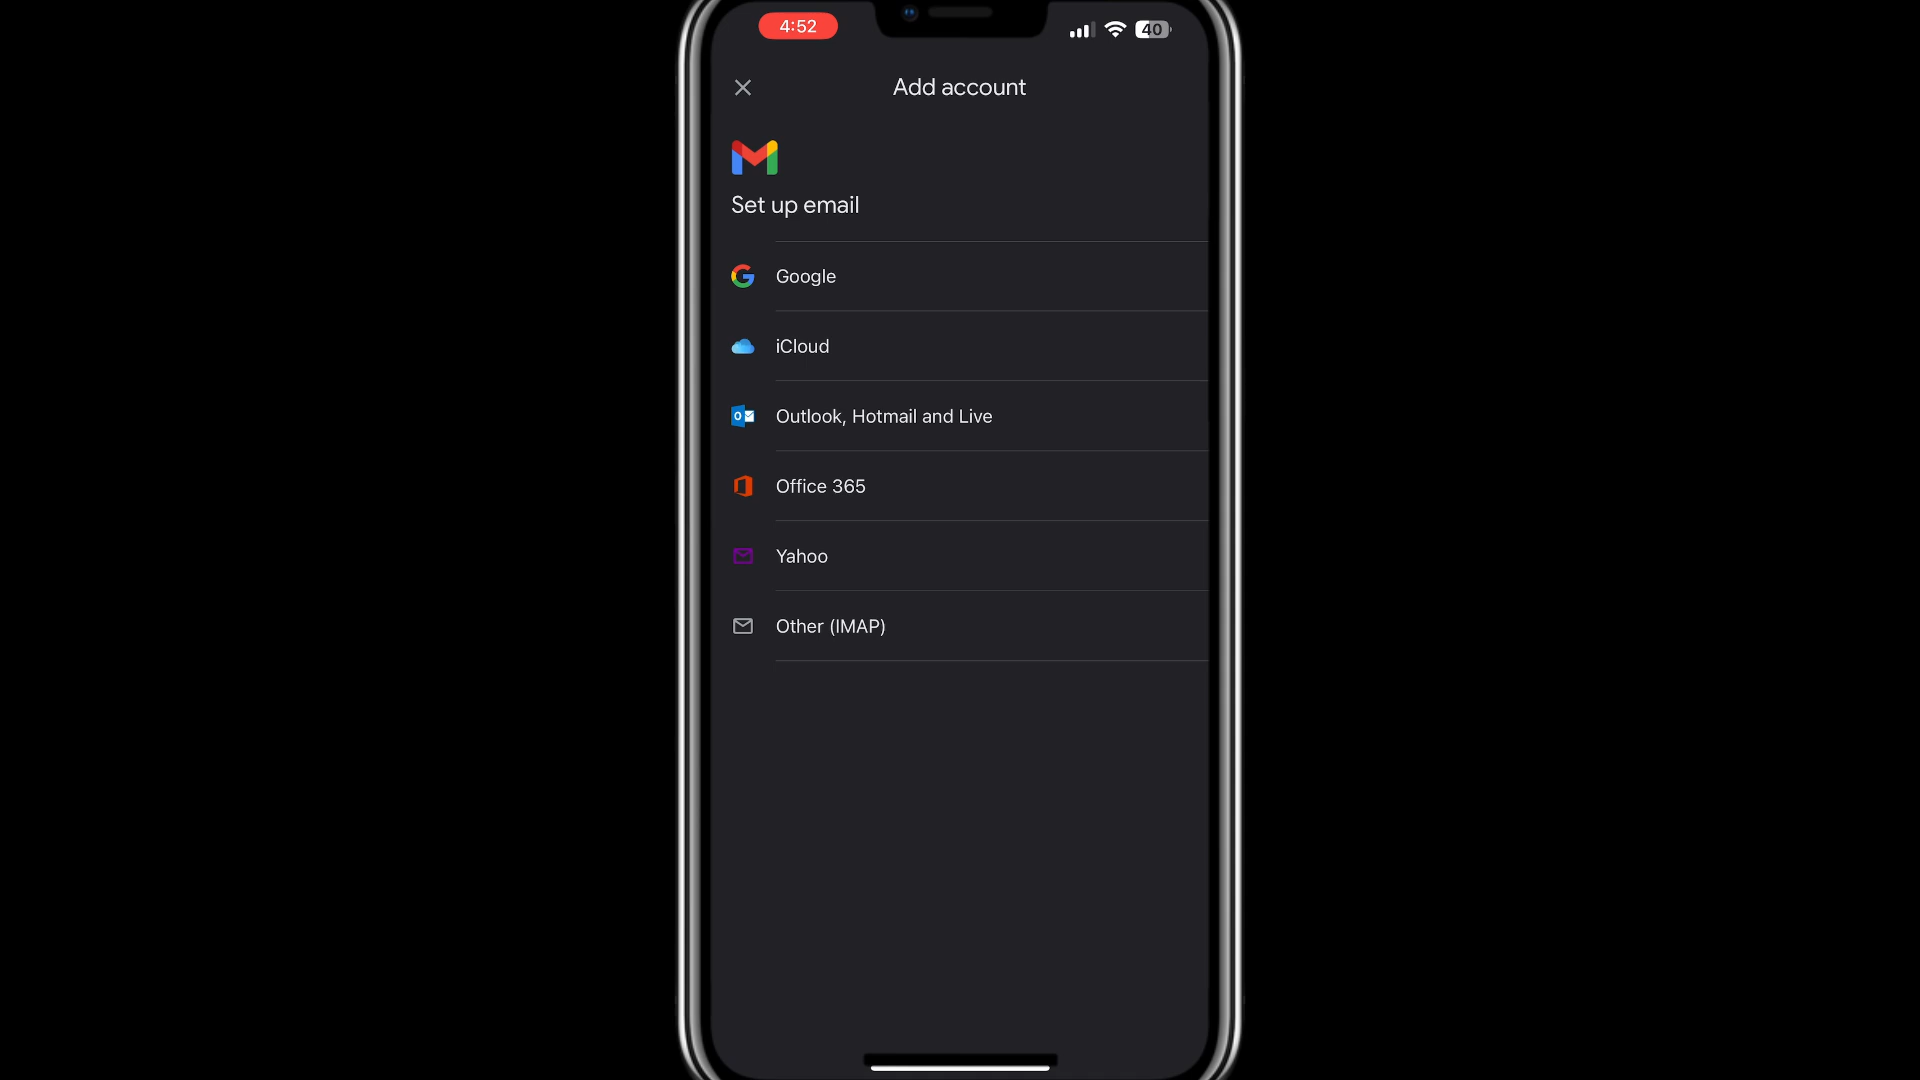 4:52
40
Add account
Set up email
Google
iCloud
Outlook, Hotmail and Live
Office 365
Yahoo
Other (IMAP)